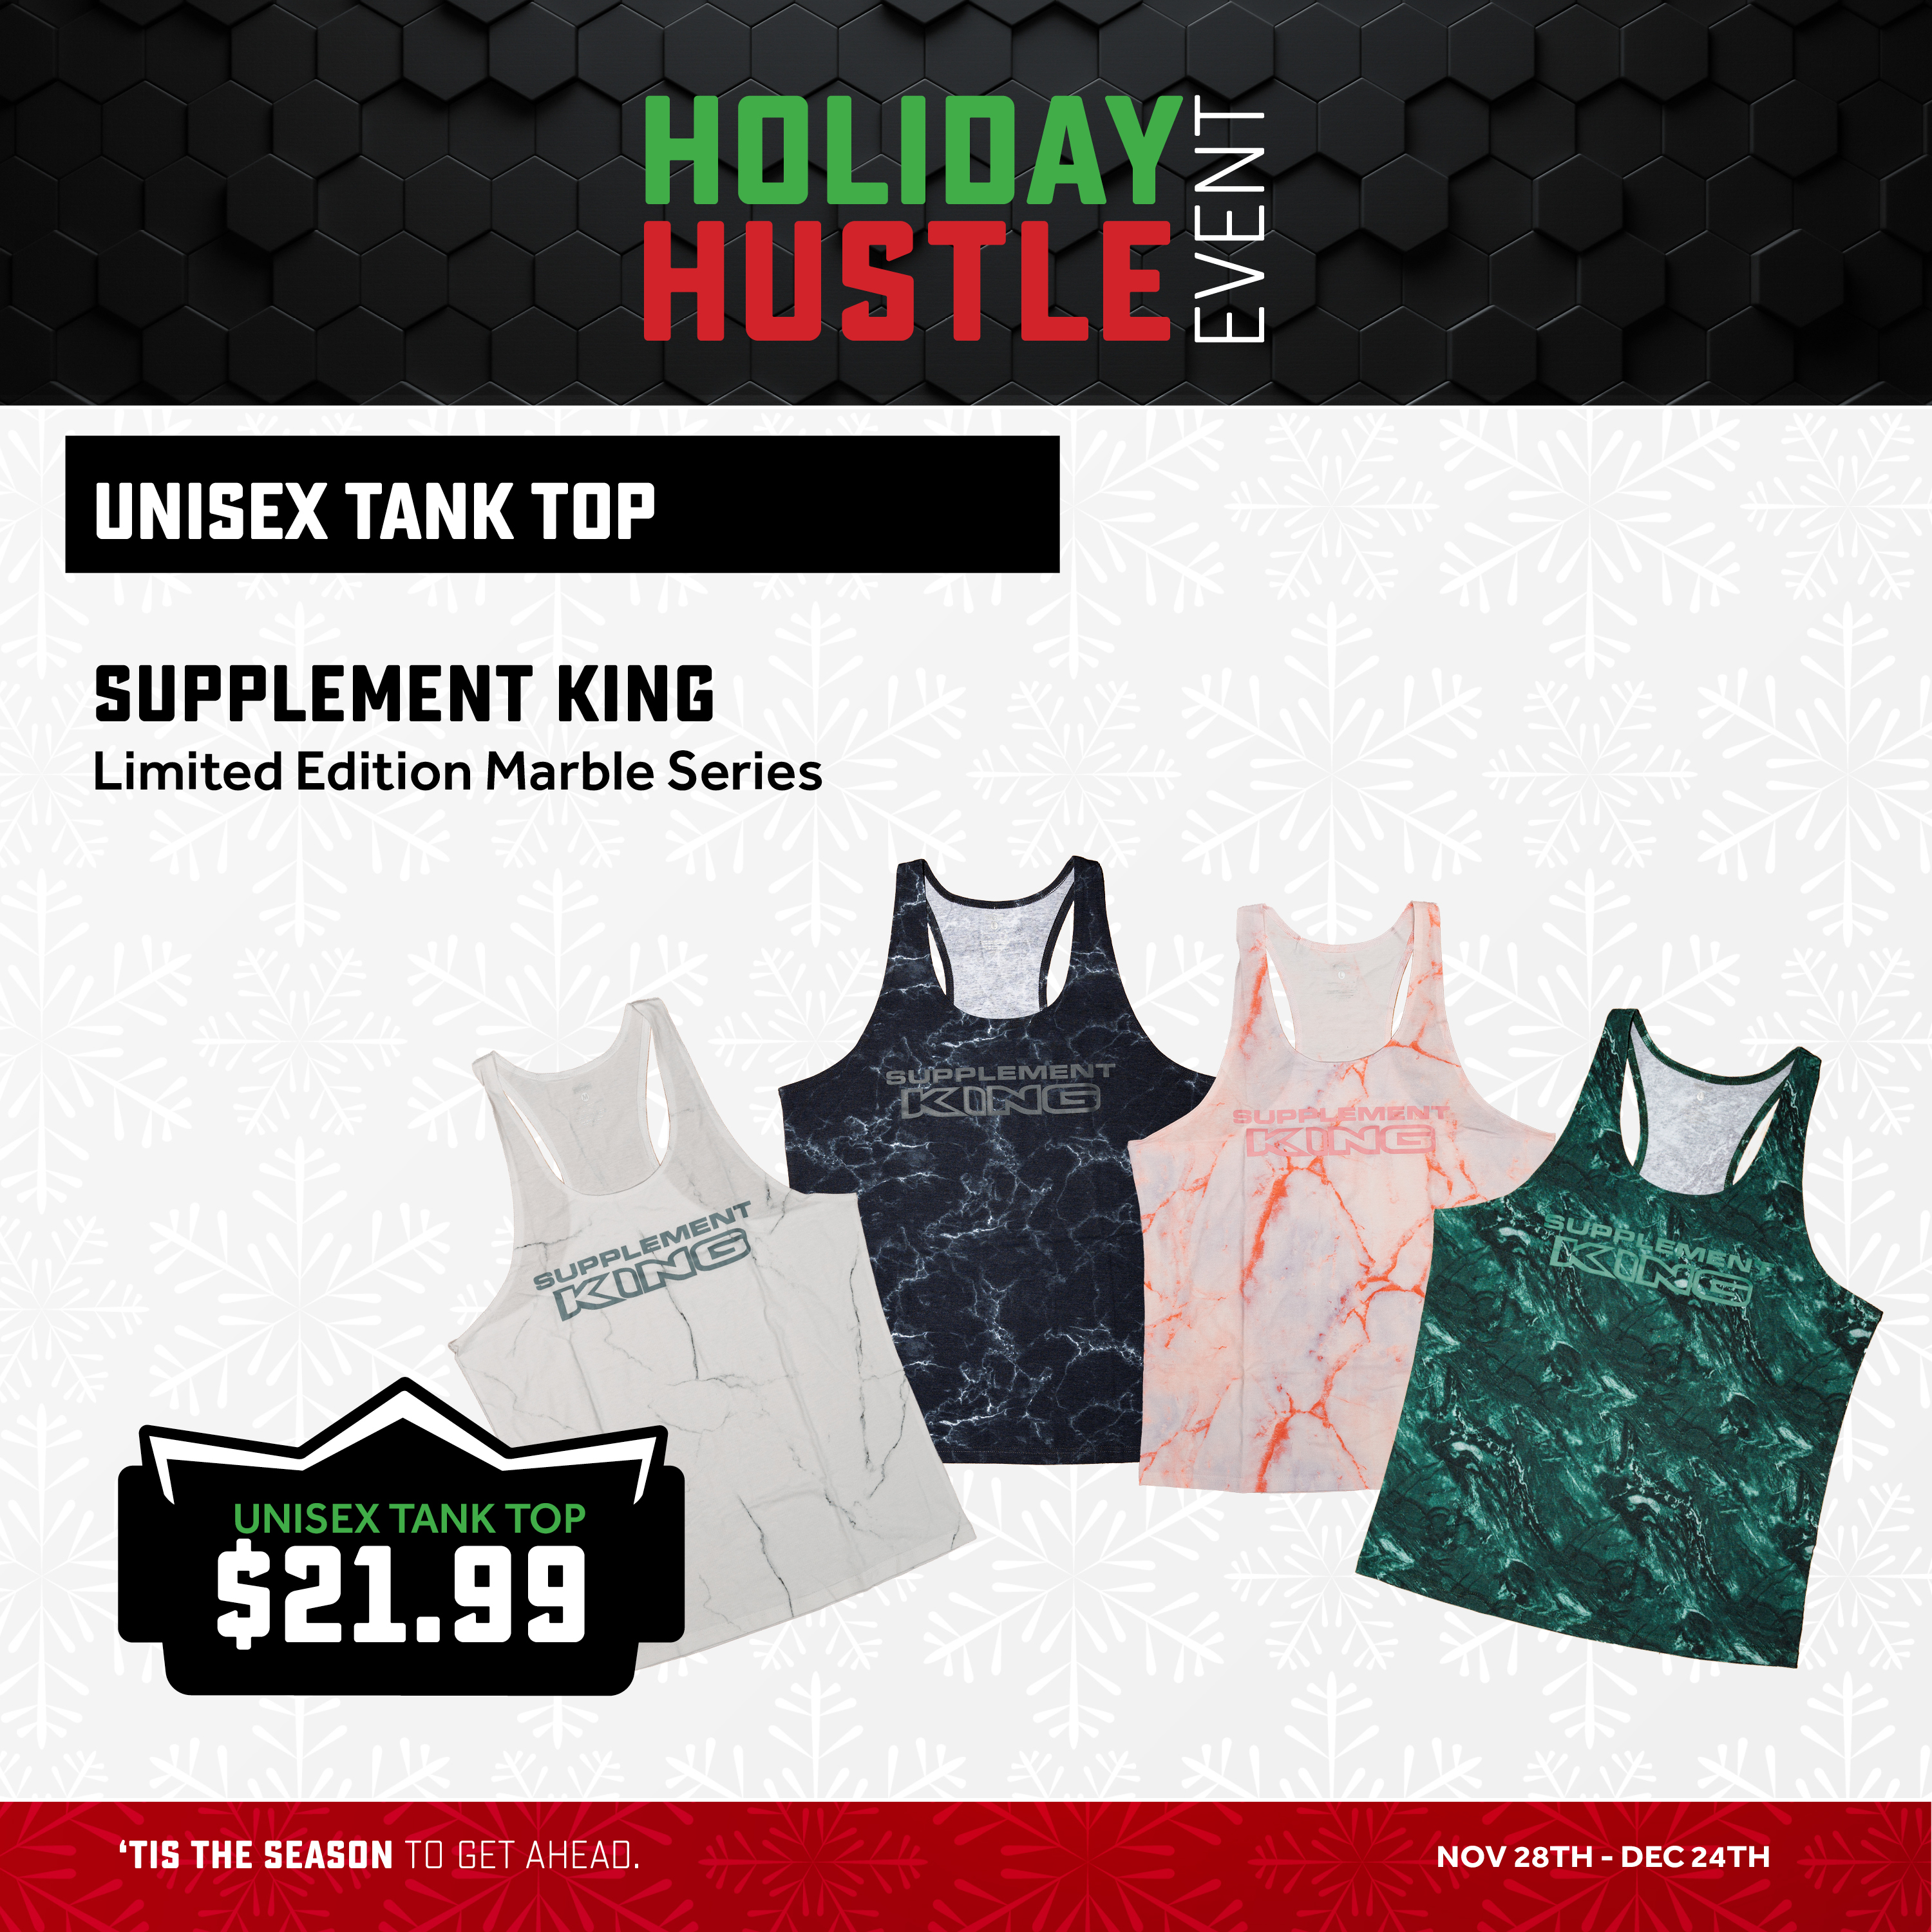 HOLIDAY
HUSTLE
EVENT
UNISEX TANK TOP
SUPPLEMENT KING
Limited Edition Marble Series
SUPPLEMENT
KING
SUPPLEMENT
KING
SUPPLEMENT
KING
SUPPLEMENT
KING
UNISEX TANK TOP
$21.99
‘TIS THE SEASON TO GET AHEAD.
NOV 28TH - DEC 24TH